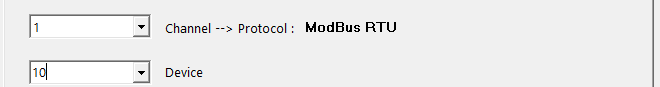 1 Channel --> Protocol : ModBus RTU
10 Device